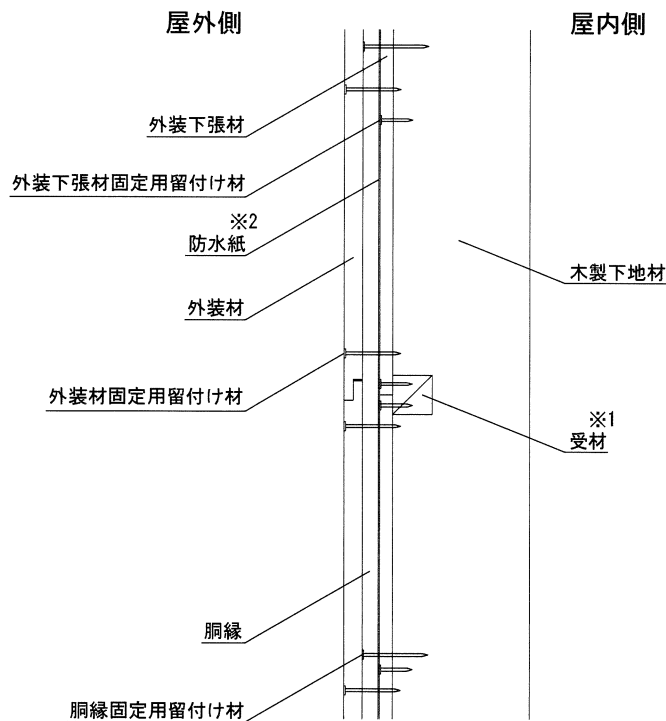 屋外側
屋内側
外装下張材
外装下張材固定用留付け材
※2
防水紙
木製下地材
外装材
外装材固定用留付け材
※1
受材
胴縁
胴縁固定用留付け材